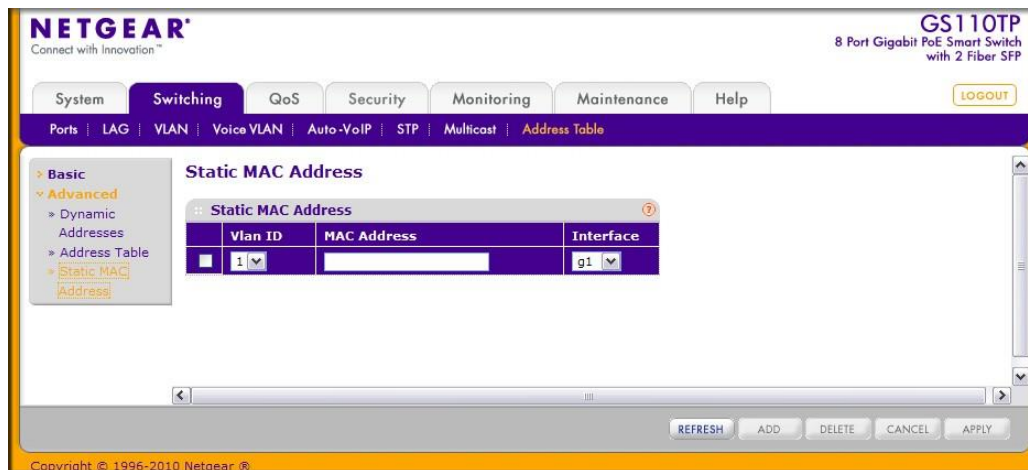 NETGEAR®
Connect with Innovation™
GS110TP
8 Port Gigabit PoE Smart Switch
with 2 Fiber SFP
System Switching QoS Security Monitoring Maintenance Help LOGOUT
Ports | LAG | VLAN | Voice VLAN | Auto-VoIP | STP | Multicast | Address Table
Basic
Advanced
» Dynamic
Addresses
» Address Table
» Static MAC
Address
Static MAC Address
Static MAC Address ?
Vlan ID MAC Address Interface
1 g1
REFRESH ADD DELETE CANCEL APPLY
Copyright © 1996-2010 Netgear ®